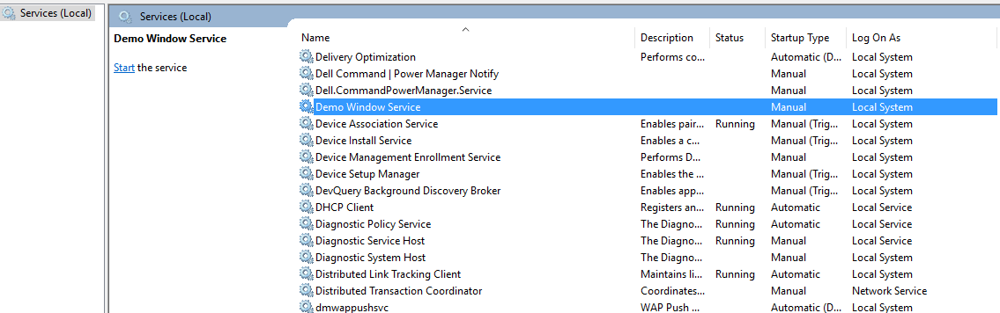 Services (Local)
Services (Local)
Demo Window Service
Start the service
Name Description Status Startup Type Log On As
Delivery Optimization Performs co... Automatic (D... Local System
Dell Command | Power Manager Notify Manual Local System
Dell.CommandPowerManager.Service Manual Local System
Demo Window Service Manual Local System
Device Association Service Enables pair... Running Manual (Trig... Local System
Device Install Service Enables a c... Manual (Trig... Local System
Device Management Enrollment Service Performs D... Manual Local System
Device Setup Manager Enables the ... Manual (Trig... Local System
DevQuery Background Discovery Broker Enables app... Manual (Trig... Local System
DHCP Client Registers an... Running Automatic Local Service
Diagnostic Policy Service The Diagno... Running Automatic Local Service
Diagnostic Service Host The Diagno... Running Manual Local Service
Diagnostic System Host The Diagno... Manual Local System
Distributed Link Tracking Client Maintains li... Running Automatic Local System
Distributed Transaction Coordinator Coordinates... Manual Network Service
dmwappushsvc WAP Push ... Automatic (D... Local System